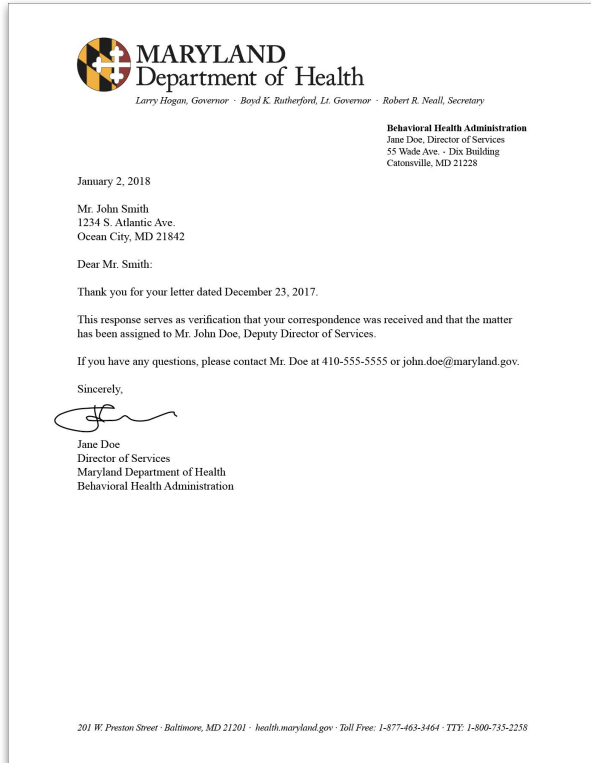 MARYLAND
Department of Health
Larry Hogan, Governor · Boyd K. Rutherford, Lt. Governor · Robert R. Neall, Secretary
Behavioral Health Administration
Jane Doe, Director of Services
55 Wade Ave. - Dix Building
Catonsville, MD 21228
January 2, 2018
Mr. John Smith
1234 S. Atlantic Ave.
Ocean City, MD 21842
Dear Mr. Smith:
Thank you for your letter dated December 23, 2017.
This response serves as verification that your correspondence was received and that the matter
has been assigned to Mr. John Doe, Deputy Director of Services.
If you have any questions, please contact Mr. Doe at 410-555-5555 or john.doe@maryland.gov.
Sincerely,
Jane Doe
Director of Services
Maryland Department of Health
Behavioral Health Administration
201 W. Preston Street · Baltimore, MD 21201 · health.maryland.gov · Toll Free: 1-877-463-3464 · TTY: 1-800-735-2258